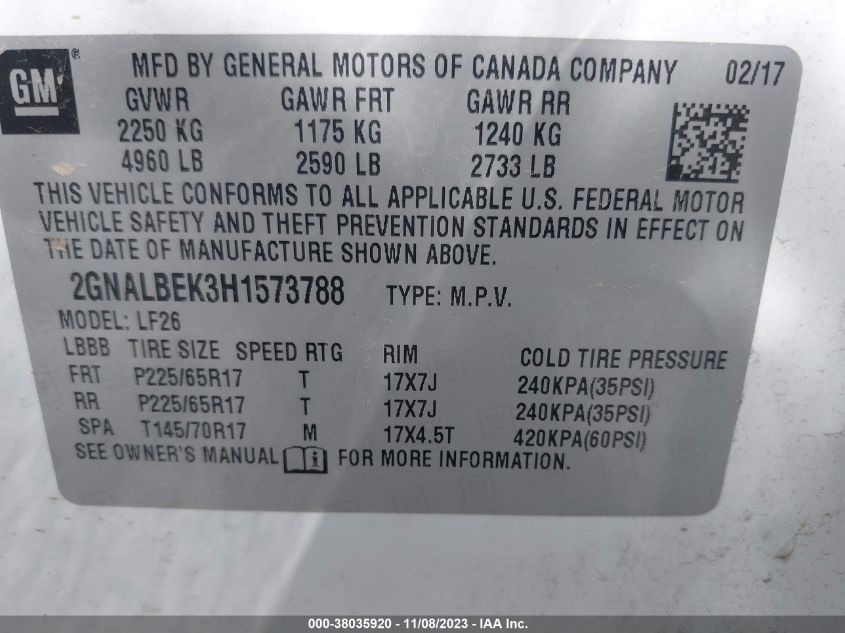 GM ®
MFD BY GENERAL MOTORS OF CANADA COMPANY 02/17
GVWR GAWR FRT GAWR RR
2250 KG 1175 KG 1240 KG
4960 LB 2590 LB 2733 LB
THIS VEHICLE CONFORMS TO ALL APPLICABLE U.S. FEDERAL MOTOR
VEHICLE SAFETY AND THEFT PREVENTION STANDARDS IN EFFECT ON
THE DATE OF MANUFACTURE SHOWN ABOVE.
2GNALBEK3H1573788 TYPE: M.P.V.
MODEL: LF26
LBBB TIRE SIZE SPEED RTG RIM COLD TIRE PRESSURE
FRT P225/65R17 T 17X7J 240KPA(35PSI)
RR P225/65R17 T 17X7J 240KPA(35PSI)
SPA T145/70R17 M 17X4.5T 420KPA(60PSI)
SEE OWNER'S MANUAL i FOR MORE INFORMATION.
000-38035920 - 11/08/2023 - IAA Inc.